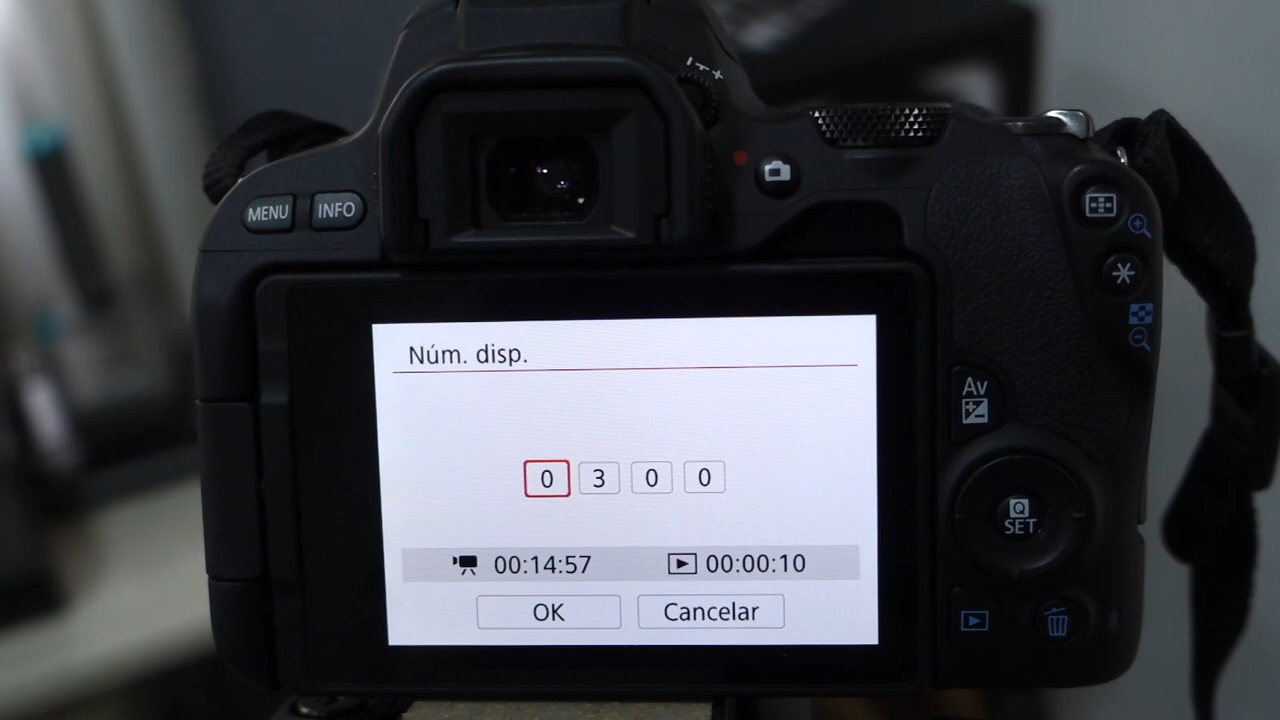 MENU INFO
Núm. disp.
0 3 0 0
00:14:57 00:00:10
OK Cancelar
Av
Q
SET